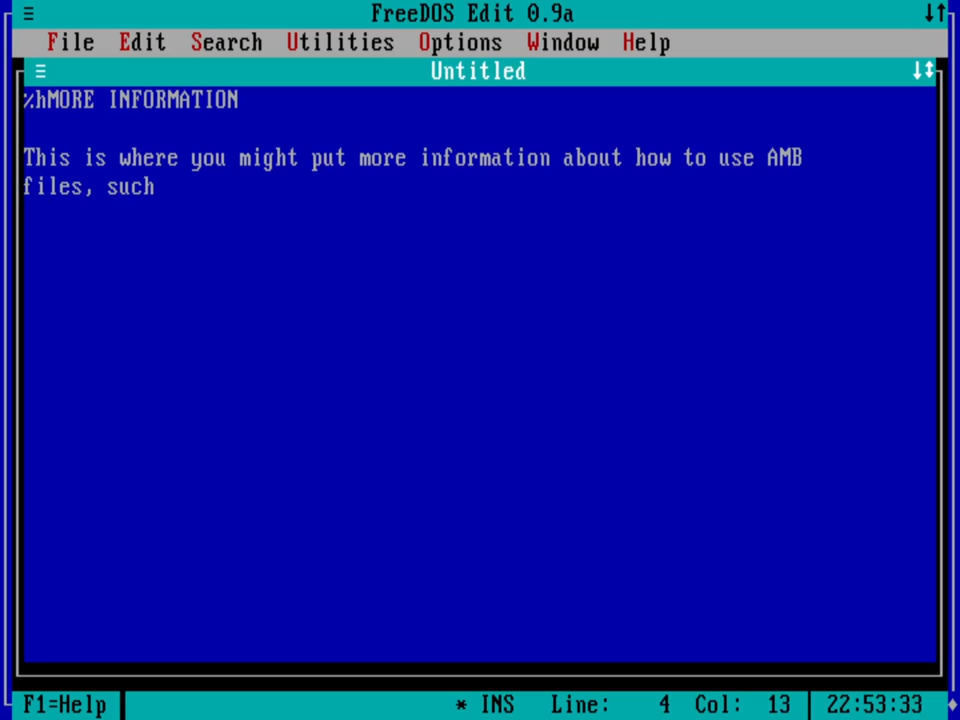 ≡ FreeDOS Edit 0.9a ↓↑
File Edit Search Utilities Options Window Help
≡ Untitled ↓↕
%hMORE INFORMATION
This is where you might put more information about how to use AMB
files, such
F1=Help * INS Line: 4 Col: 13 22:53:33